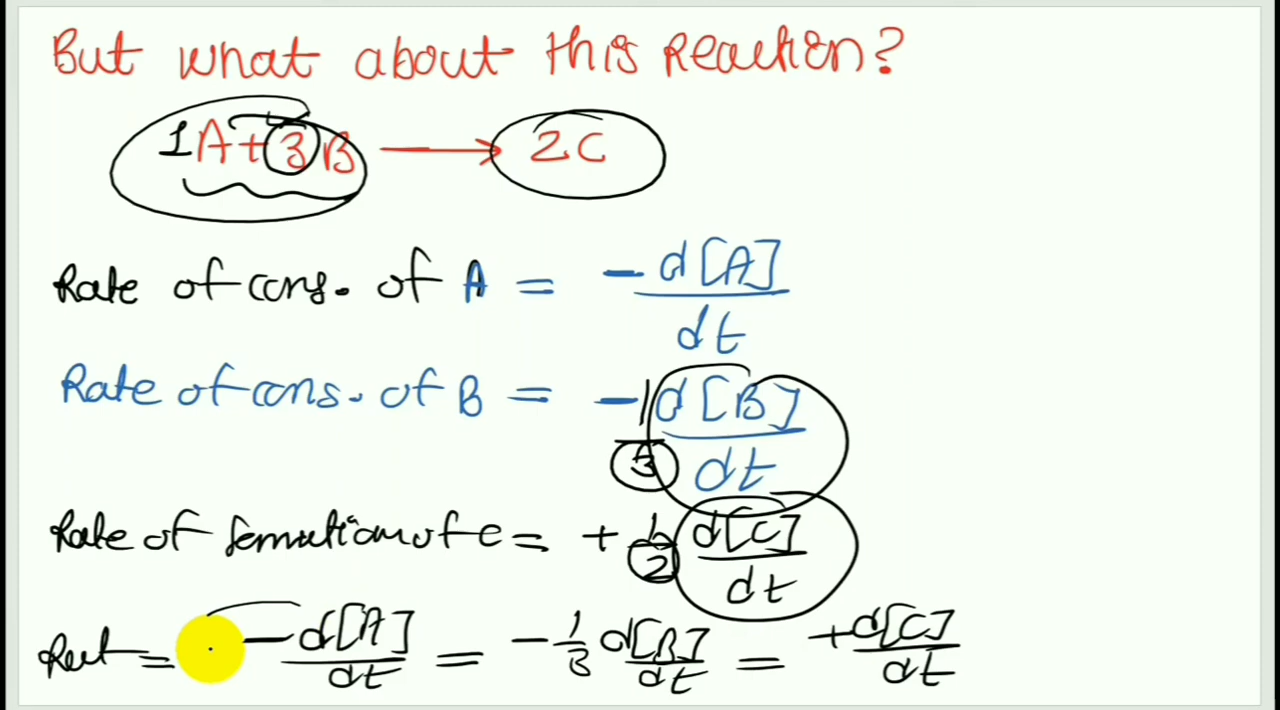 But what about this Reaction?
1A+3B → 2C
Rate of cons. of A = -d[A]/dt
Rate of cons. of B = -1/3 d[B]/dt
Rate of formation of C = + 1/2 d[C]/dt
= -d[A]/dt = -1/3 d[B]/dt = +d[C]/dt